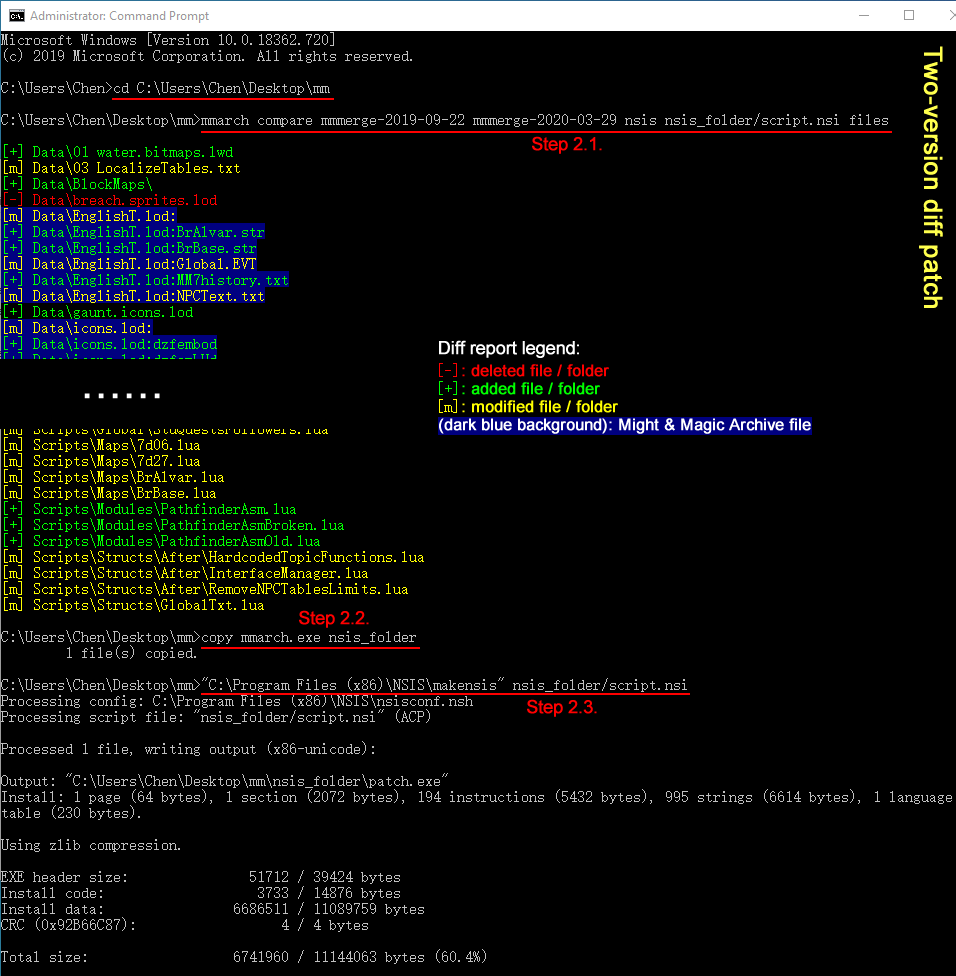 Administrator: Command Prompt
Microsoft Windows [Version 10.0.18362.720]
(c) 2019 Microsoft Corporation. All rights reserved.
C:\Users\Chen>cd C:\Users\Chen\Desktop\mm
C:\Users\Chen\Desktop\mm>mmarch compare mmmerge-2019-09-22 mmmerge-2020-03-29 nsis nsis_folder/script.nsi files
Step 2.1.
Two-version diff patch
[+] Data\01 water.bitmaps.lwd
[m] Data\03 LocalizeTables.txt
[+] Data\BlockMaps\
[-] Data\breach.sprites.lod
[m] Data\EnglishT.lod:
[+] Data\EnglishT.lod:BrAlvar.str
[+] Data\EnglishT.lod:BrBase.str
[m] Data\EnglishT.lod:Global.EVT
[+] Data\EnglishT.lod:MM7history.txt
[m] Data\EnglishT.lod:NPCText.txt
[+] Data\gaunt.icons.lod
[m] Data\icons.lod:
[+] Data\icons.lod:dzfembod
......
Diff report legend:
[-]: deleted file / folder
[+]: added file / folder
[m]: modified file / folder
(dark blue background): Might & Magic Archive file
[m] Scripts\Global\StdQuestsFollowers.lua
[m] Scripts\Maps\7d06.lua
[m] Scripts\Maps\7d27.lua
[m] Scripts\Maps\BrAlvar.lua
[m] Scripts\Maps\BrBase.lua
[+] Scripts\Modules\PathfinderAsm.lua
[+] Scripts\Modules\PathfinderAsmBroken.lua
[+] Scripts\Modules\PathfinderAsmOld.lua
[m] Scripts\Structs\After\HardcodedTopicFunctions.lua
[m] Scripts\Structs\After\InterfaceManager.lua
[m] Scripts\Structs\After\RemoveNPCTablesLimits.lua
[m] Scripts\Structs\GlobalTxt.lua
Step 2.2.
C:\Users\Chen\Desktop\mm>copy mmarch.exe nsis_folder
1 file(s) copied.
C:\Users\Chen\Desktop\mm>"C:\Program Files (x86)\NSIS\makensis" nsis_folder/script.nsi
Processing config: C:\Program Files (x86)\NSIS\nsisconf.nsh
Step 2.3.
Processing script file: "nsis_folder/script.nsi" (ACP)
Processed 1 file, writing output (x86-unicode):
Output: "C:\Users\Chen\Desktop\mm\nsis_folder\patch.exe"
Install: 1 page (64 bytes), 1 section (2072 bytes), 194 instructions (5432 bytes), 995 strings (6614 bytes), 1 language
table (230 bytes).
Using zlib compression.
EXE header size: 51712 / 39424 bytes
Install code: 3733 / 14876 bytes
Install data: 6686511 / 11089759 bytes
CRC (0x92B66C87): 4 / 4 bytes
Total size: 6741960 / 11144063 bytes (60.4%)